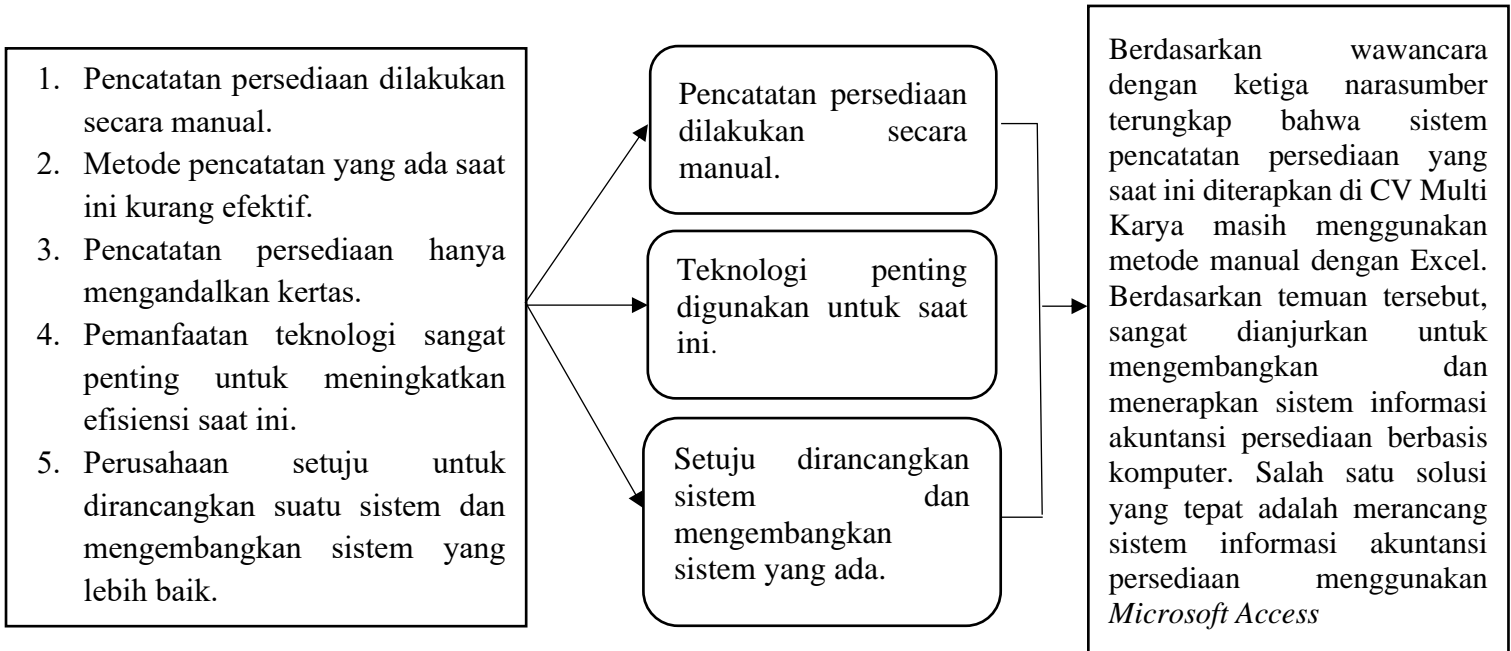 1. Pencatatan persediaan dilakukan
secara manual.
2. Metode pencatatan yang ada saat
ini kurang efektif.
3. Pencatatan persediaan hanya
mengandalkan kertas.
4. Pemanfaatan teknologi sangat
penting untuk meningkatkan
efisiensi saat ini.
5. Perusahaan setuju untuk
dirancangkan suatu sistem dan
mengembangkan sistem yang
lebih baik.
Pencatatan persediaan
dilakukan secara
manual.
Teknologi penting
digunakan untuk saat
ini.
Setuju dirancangkan
sistem dan
mengembangkan
sistem yang ada.
Berdasarkan wawancara
dengan ketiga narasumber
terungkap bahwa sistem
pencatatan persediaan yang
saat ini diterapkan di CV Multi
Karya masih menggunakan
metode manual dengan Excel.
Berdasarkan temuan tersebut,
sangat dianjurkan untuk
mengembangkan dan
menerapkan sistem informasi
akuntansi persediaan berbasis
komputer. Salah satu solusi
yang tepat adalah merancang
sistem informasi akuntansi
persediaan menggunakan
Microsoft Access